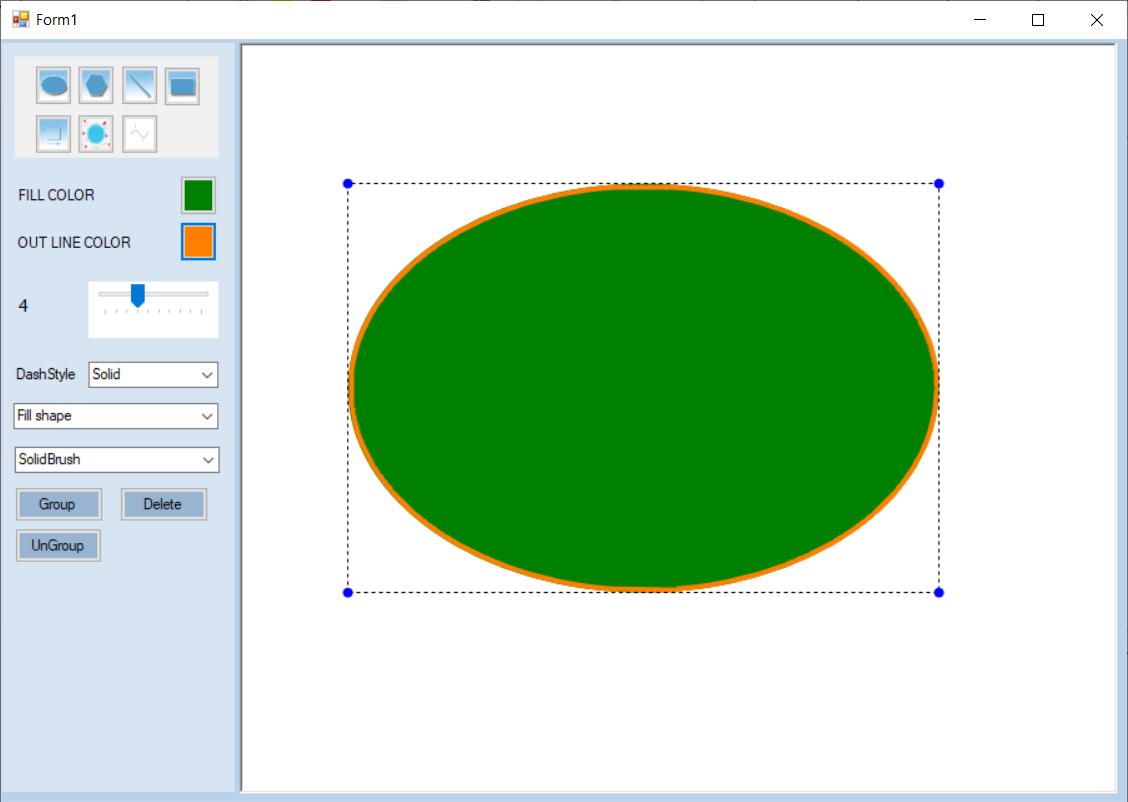 Form1
FILL COLOR
OUT LINE COLOR
4
DashStyle Solid
Fill shape
SolidBrush
Group Delete
UnGroup